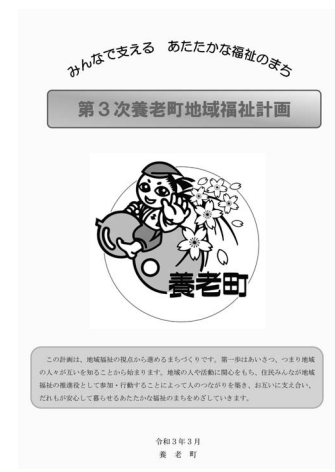 みんなで支える　あたたかな福祉のまち
第３次養老町地域福祉計画
養老町
この計画は、地域福祉の視点から進めるまちづくりです。第一歩はあいさつ、つまり地域
の人々が互いを知ることから始まります。地域の人や活動に関心をもち、住民みんなが地域
福祉の推進役として参加・行動することによって人のつながりを築き、お互いに支え合い、
だれもが安心して暮らせるあたたかな福祉のまちをめざしていきます。
令和３年３月
養　老　町